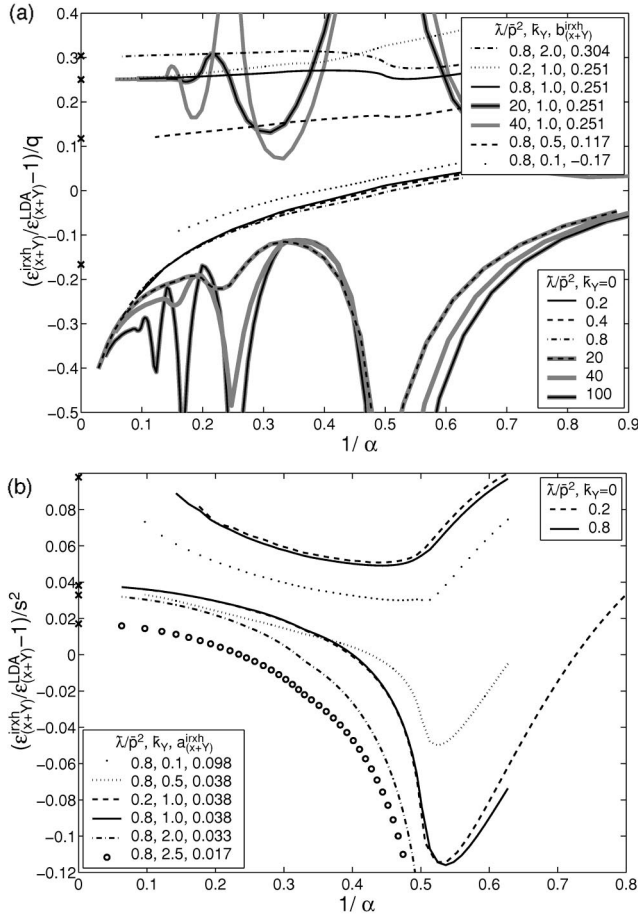 (a)
0.4
0.3
0.2
0.1
0
-0.1
-0.2
-0.3
-0.4
-0.5
(ε^irxh_(x+Y)/ε^LDA_(x+Y)−1)/q
λ̃/p̄², k̄_Y, b^irxh_(x+Y)
0.8, 2.0, 0.304
0.2, 1.0, 0.251
0.8, 1.0, 0.251
20, 1.0, 0.251
40, 1.0, 0.251
0.8, 0.5, 0.117
0.8, 0.1, −0.17
λ̃/p̄², k̄_Y=0
0.2
0.4
0.8
20
40
100
0 0.1 0.2 0.3 0.4 0.5 0.6 0.7 0.8 0.9
1/ α
(b)
0.08
0.06
0.04
0.02
0
-0.02
-0.04
-0.06
-0.08
-0.1
-0.12
(ε^irxh_(x+Y)/ε^LDA_(x+Y)−1)/s²
λ̃/p̄², k̄_Y=0
0.2
0.8
λ̃/p̄², k̄_Y, a^irxh_(x+Y)
0.8, 0.1, 0.098
0.8, 0.5, 0.038
0.2, 1.0, 0.038
0.8, 1.0, 0.038
0.8, 2.0, 0.033
0.8, 2.5, 0.017
0 0.1 0.2 0.3 0.4 0.5 0.6 0.7 0.8
1/ α